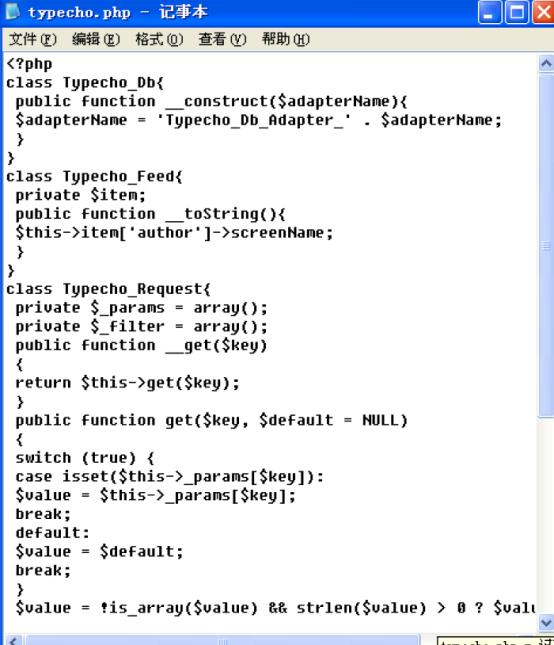 typecho.php - 记事本
文件(F) 编辑(E) 格式(O) 查看(V) 帮助(H)
<?php
class Typecho_Db{
public function __construct($adapterName){
$adapterName = 'Typecho_Db_Adapter_' . $adapterName;
}
}
class Typecho_Feed{
private $item;
public function __toString(){
$this->item['author']->screenName;
}
}
class Typecho_Request{
private $_params = array();
private $_filter = array();
public function __get($key)
{
return $this->get($key);
}
public function get($key, $default = NULL)
{
switch (true) {
case isset($this->_params[$key]):
$value = $this->_params[$key];
break;
default:
$value = $default;
break;
}
$value = !is_array($value) && strlen($value) > 0 ? $valu